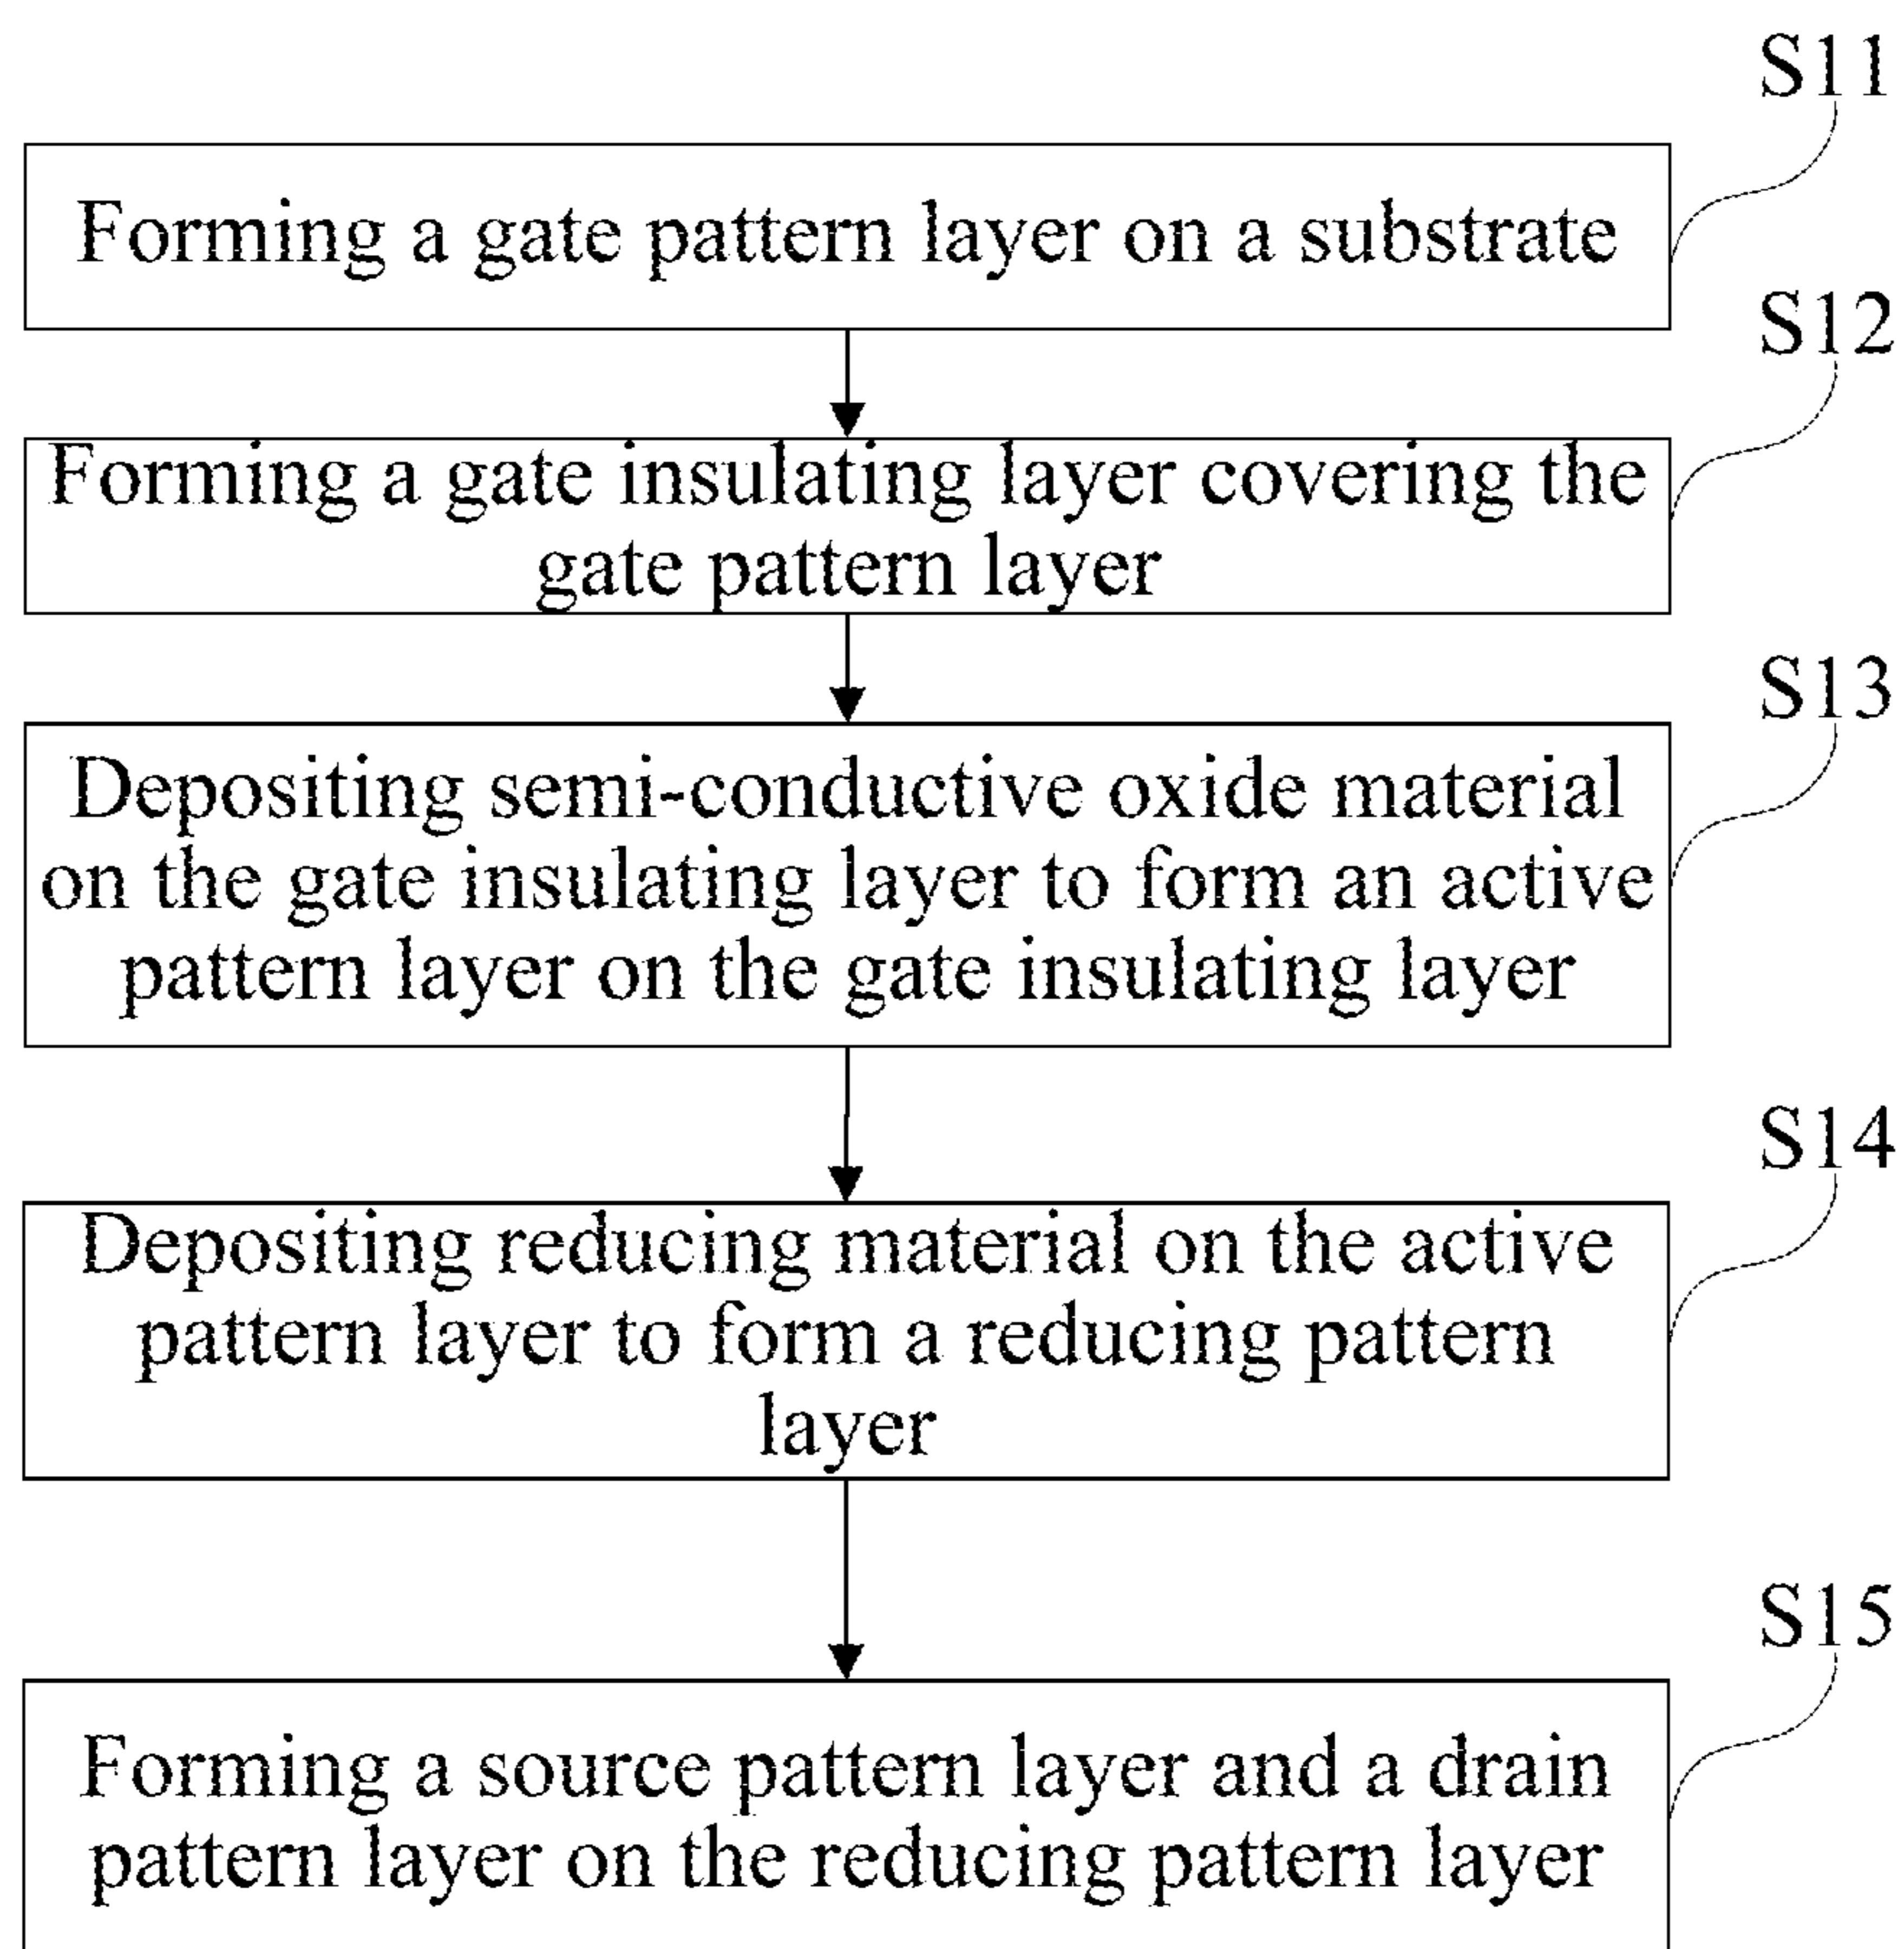 S11
Forming a gate pattern layer on a substrate
S12
Forming a gate insulating layer covering the
gate pattern layer
S13
Depositing semi-conductive oxide material
on the gate insulating layer to form an active
pattern layer on the gate insulating layer
S14
Depositing reducing material on the active
pattern layer to form a reducing pattern
layer
S15
Forming a source pattern layer and a drain
pattern layer on the reducing pattern layer